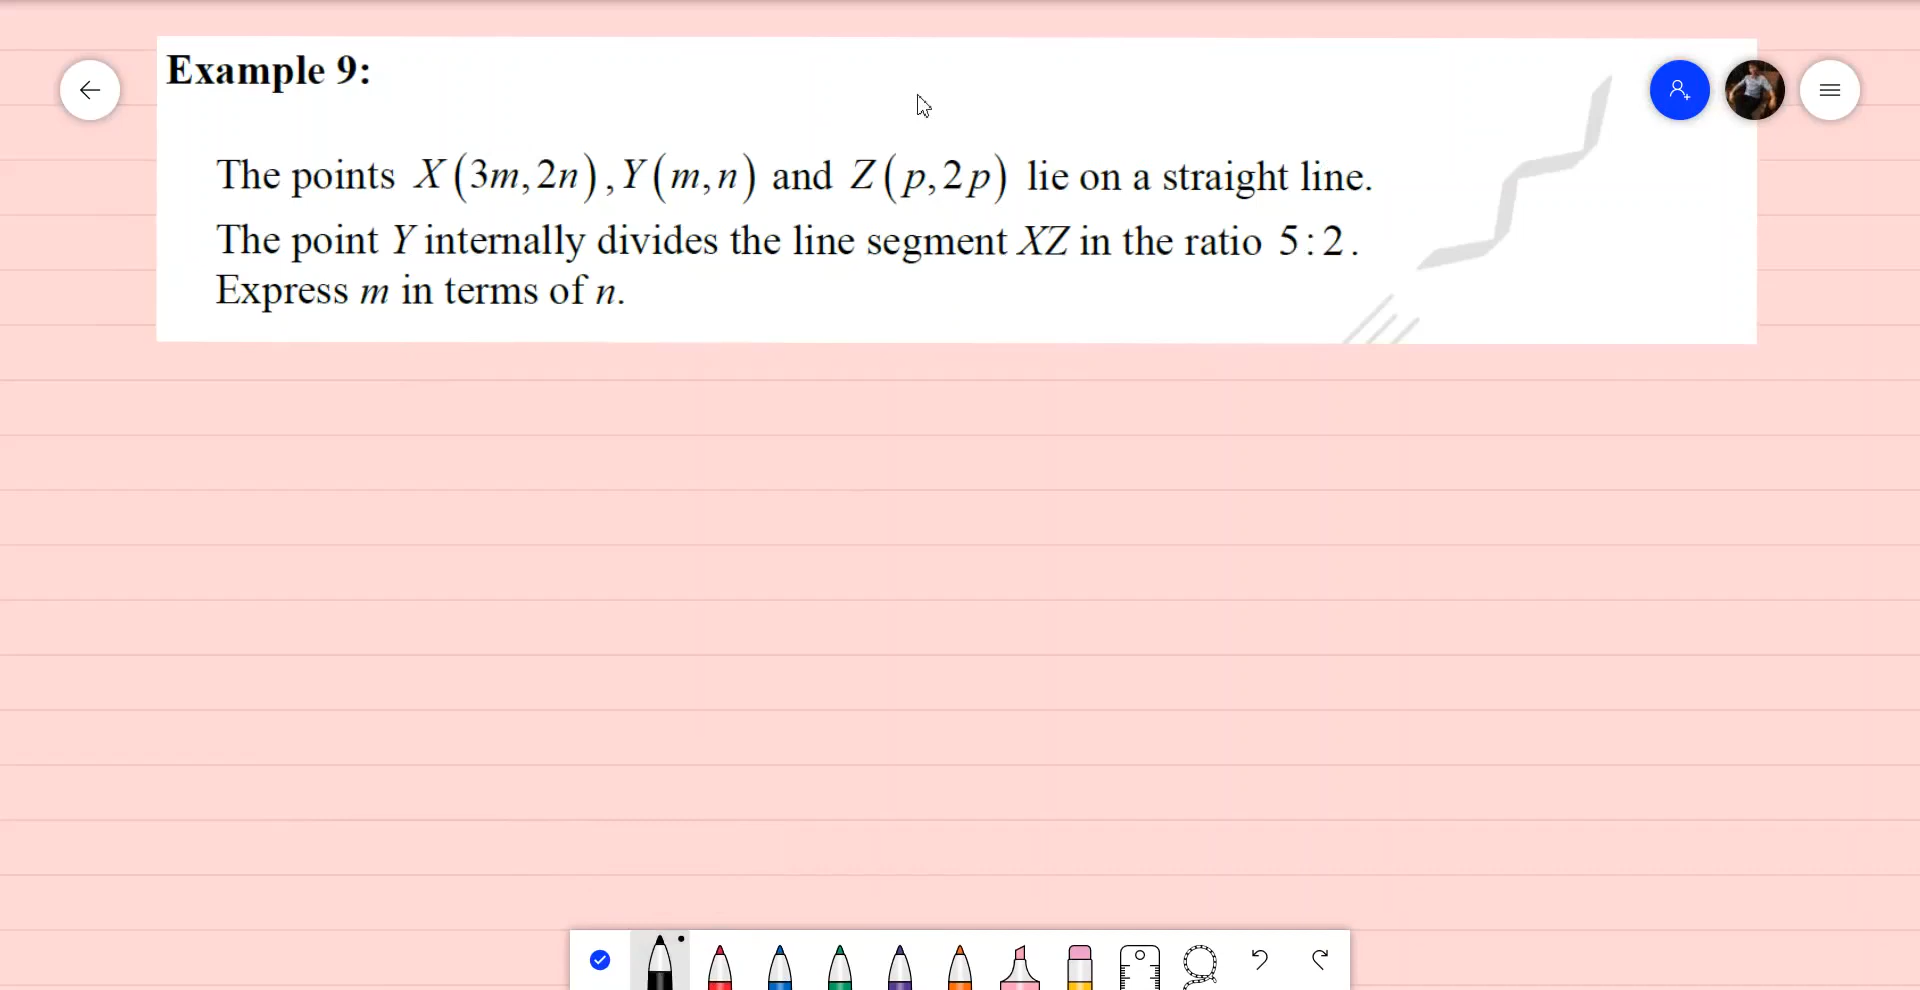 Example 9:
The points X(3m,2n), Y(m,n) and Z(p,2p) lie on a straight line.
The point Y internally divides the line segment XZ in the ratio 5:2.
Express m in terms of n.